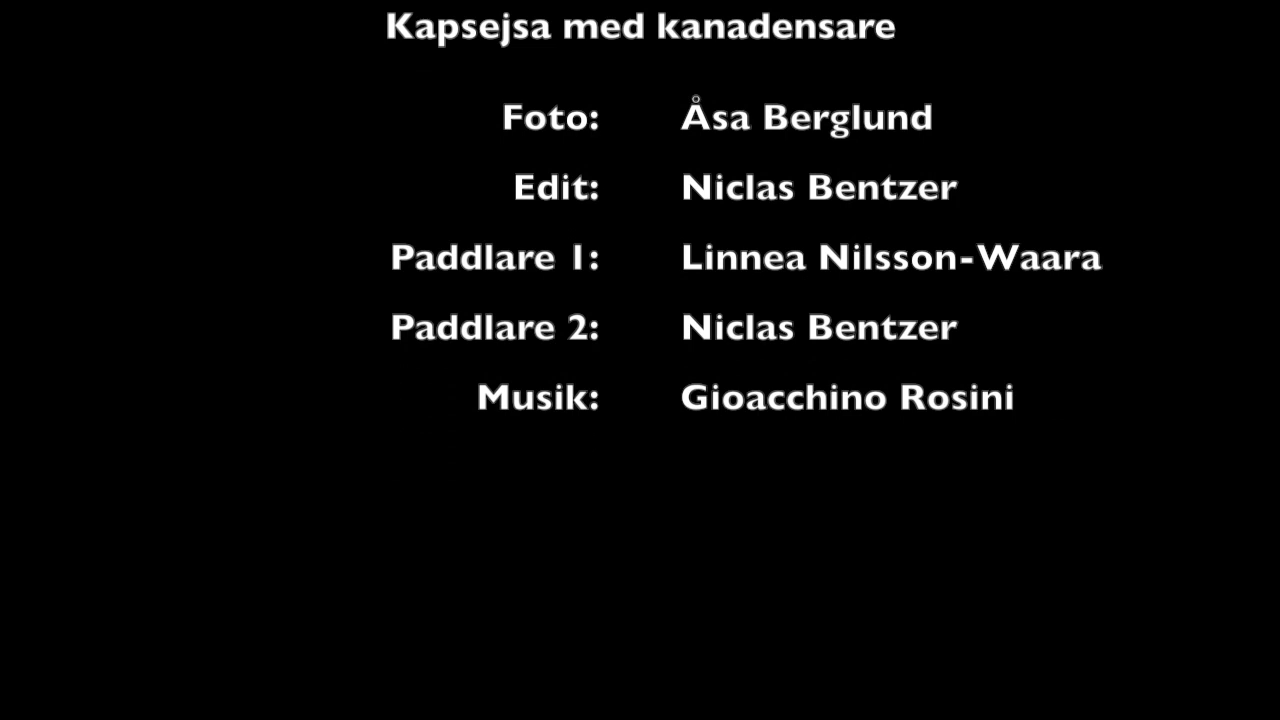 Kapsejsa med kanadensare
Foto: Åsa Berglund
Edit: Niclas Bentzer
Paddlare 1: Linnea Nilsson-Waara
Paddlare 2: Niclas Bentzer
Musik: Gioacchino Rosini